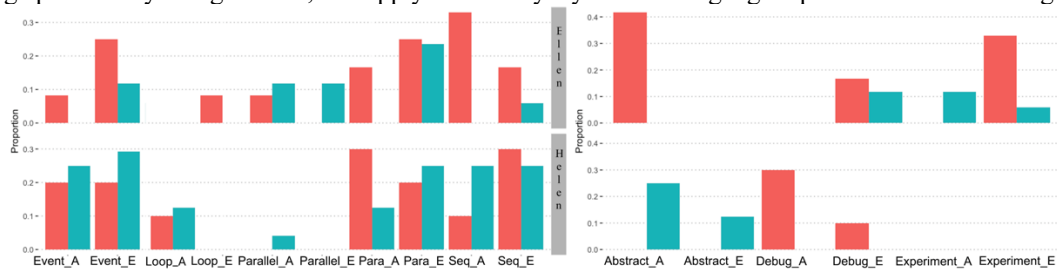 0.3-
0.2-
0.1-
0.0-
Ellen
0.3-
0.2-
0.1-
0.0-
Helen
Proportion
Proportion
Event_A Event_E Loop_A Loop_E Parallel_A Parallel_E Para_A Para_E Seq_A Seq_E
0.4-
0.3-
0.2-
0.1-
0.0-
0.4-
0.3-
0.2-
0.1-
0.0-
Proportion
Abstract_A Abstract_E Debug_A Debug_E Experiment_A Experiment_E